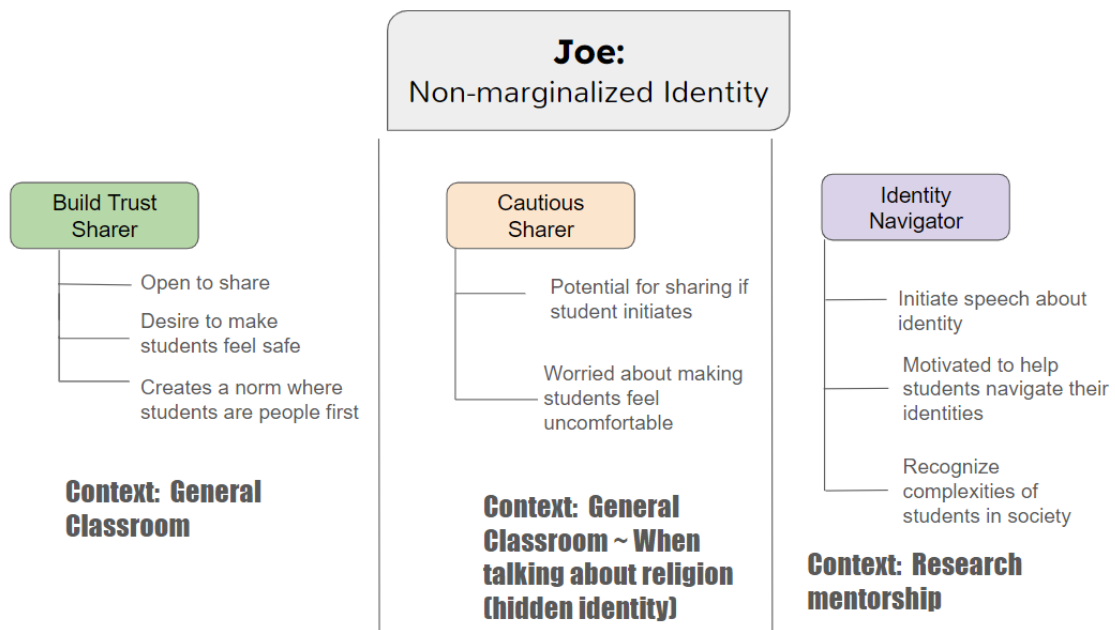 Joe:
Non-marginalized Identity
Build Trust
Sharer
Open to share
Desire to make
students feel safe
Creates a norm where
students are people first
Context: General
Classroom
Cautious
Sharer
Potential for sharing if
student initiates
Worried about making
students feel
uncomfortable
Context: General
Classroom ~ When
talking about religion
(hidden identity)
Identity
Navigator
Initiate speech about
identity
Motivated to help
students navigate their
identities
Recognize
complexities of
students in society
Context: Research
mentorship